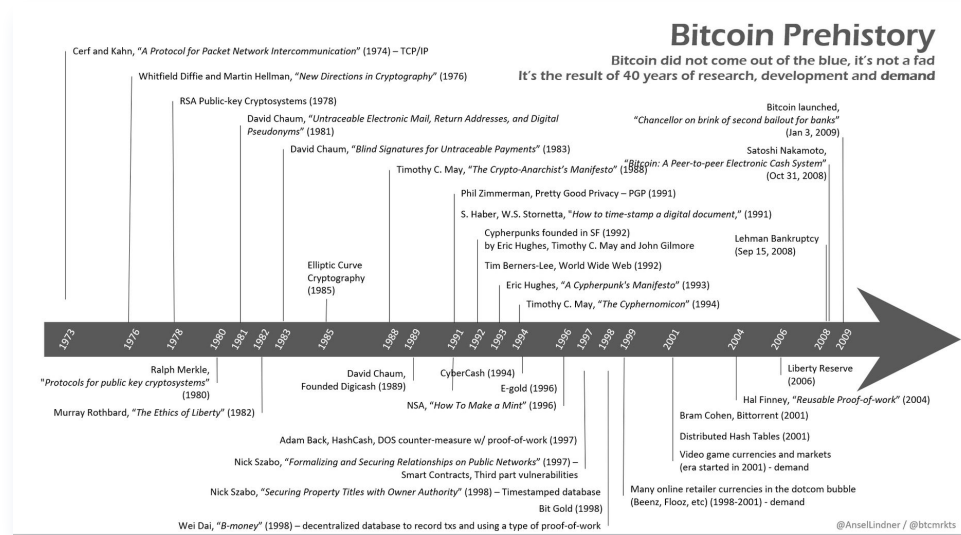 Bitcoin Prehistory
Bitcoin did not come out of the blue, it's not a fad
It's the result of 40 years of research, development and demand
Cerf and Kahn, "A Protocol for Packet Network Intercommunication" (1974) – TCP/IP
Whitfield Diffie and Martin Hellman, "New Directions in Cryptography" (1976)
RSA Public-key Cryptosystems (1978)
David Chaum, "Untraceable Electronic Mail, Return Addresses, and Digital
Pseudonyms" (1981)
David Chaum, "Blind Signatures for Untraceable Payments" (1983)
Timothy C. May, "The Crypto-Anarchist's Manifesto" (1988)
Bitcoin launched,
"Chancellor on brink of second bailout for banks"
(Jan 3, 2009)
Satoshi Nakamoto,
"Bitcoin: A Peer-to-peer Electronic Cash System"
(Oct 31, 2008)
Phil Zimmerman, Pretty Good Privacy – PGP (1991)
S. Haber, W.S. Stornetta, "How to time-stamp a digital document," (1991)
Cypherpunks founded in SF (1992)
by Eric Hughes, Timothy C. May and John Gilmore
Lehman Bankruptcy
(Sep 15, 2008)
Tim Berners-Lee, World Wide Web (1992)
Elliptic Curve
Cryptography
(1985)
Eric Hughes, "A Cypherpunk's Manifesto" (1993)
Timothy C. May, "The Cyphernomicon" (1994)
1973
1976
1978
1980
1981
1982
1983
1985
1988
1989
1991
1992
1993
1994
1996
1997
1998
1999
2001
2004
2006
2008
2009
Ralph Merkle,
"Protocols for public key cryptosystems"
(1980)
Murray Rothbard, "The Ethics of Liberty" (1982)
David Chaum,
Founded Digicash (1989)
CyberCash (1994)
E-gold (1996)
NSA, "How To Make a Mint" (1996)
Liberty Reserve
(2006)
Hal Finney, "Reusable Proof-of-work" (2004)
Bram Cohen, Bittorrent (2001)
Distributed Hash Tables (2001)
Video game currencies and markets
(era started in 2001) - demand
Adam Back, HashCash, DOS counter-measure w/ proof-of-work (1997)
Nick Szabo, "Formalizing and Securing Relationships on Public Networks" (1997) –
Smart Contracts, Third part vulnerabilities
Nick Szabo, "Securing Property Titles with Owner Authority" (1998) – Timestamped database
Bit Gold (1998)
Wei Dai, "B-money" (1998) – decentralized database to record txs and using a type of proof-of-work
Many online retailer currencies in the dotcom bubble
(Beenz, Flooz, etc) (1998-2001) - demand
@AnselLindner / @btcmrkts